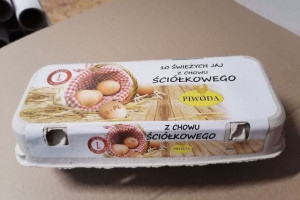 10 ŚWIEŻYCH JAJ
Z CHOWU
ŚCIÓŁKOWEGO
PIWODA
Z CHOWU
ŚCIÓŁKOWEGO